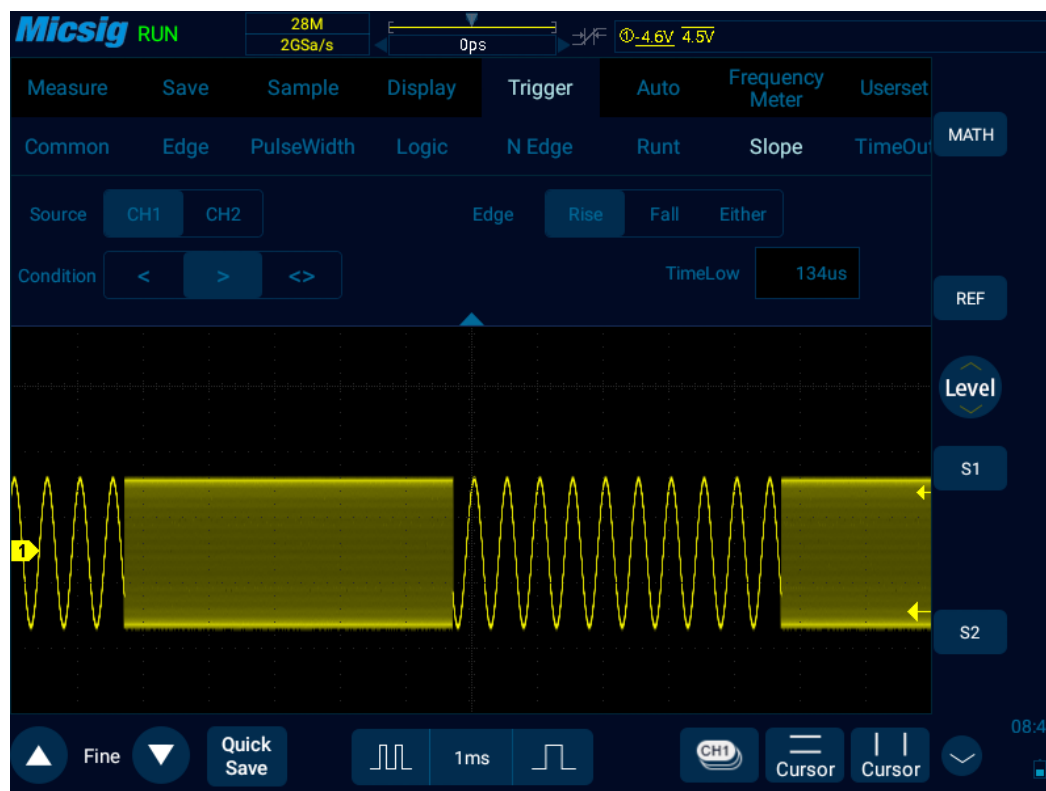 Micsig RUN 28M 2GSa/s 0ps ①-4.6V 4.5V
Measure Save Sample Display Trigger Auto Frequency Meter Userset
Common Edge PulseWidth Logic N Edge Runt Slope TimeOut
MATH
Source CH1 CH2 Edge Rise Fall Either
Condition < > <> TimeLow 134us
REF
Level
S1
1
S2
Fine Quick Save 1ms CH1 Cursor Cursor
08:4